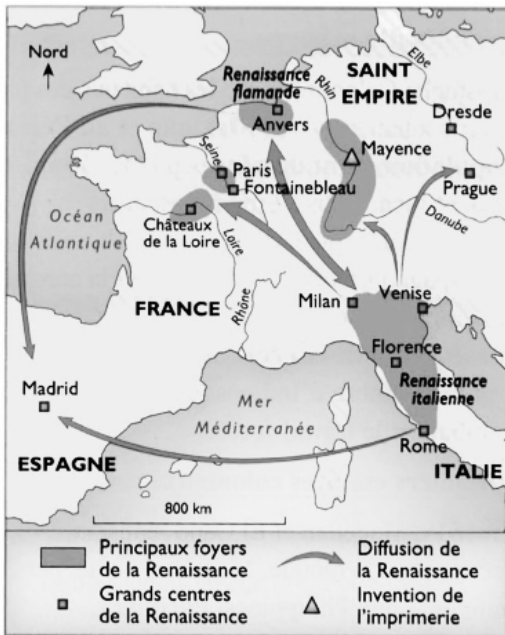 Nord
Elbe
Renaissance
flamande
Rhin
SAINT
EMPIRE
Dresde
Anvers
Mayence
Seine
Paris
Fontainebleau
Prague
Océan
Atlantique
Châteaux
de la Loire
Loire
Danube
FRANCE
Rhône
Milan
Venise
Florence
Renaissance
italienne
Madrid
Mer
Méditerranée
Rome
ESPAGNE
ITALIE
800 km
Principaux foyers
de la Renaissance
Diffusion de
la Renaissance
Grands centres
de la Renaissance
Invention de
l'imprimerie